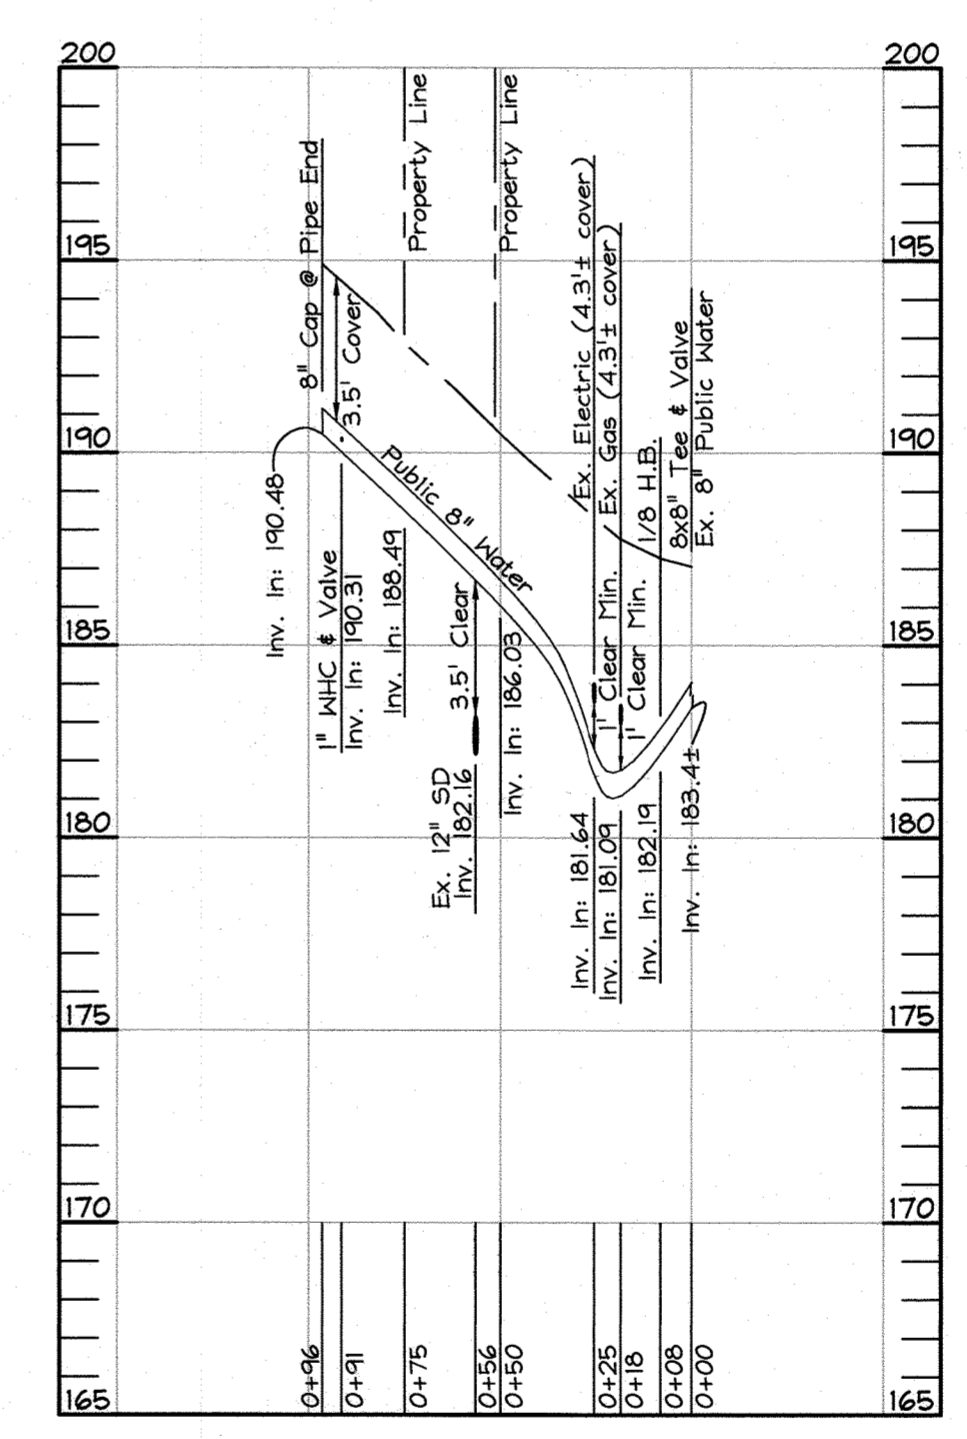 200
200
195
195
190
190
185
185
180
180
175
175
170
170
165
165
8" Cap @ Pipe End
Property Line
Property Line
3.5' Cover
Ex. Electric (4.3'± cover)
Ex. Gas (4.3'± cover)
1/8 H.B.
8x8" Tee & Valve
Ex. 8" Public Water
Public 8" Water
Inv. In: 190.48
1" WHC & Valve
Inv. In: 190.31
Inv. In: 188.49
3.5' Clear
Ex. 12" SD
Inv. 182.16
Inv. In: 186.03
1' Clear Min.
1' Clear Min.
Inv. In: 181.64
Inv. In: 181.09
Inv. In: 182.19
Inv. In: 183.4±
0+96
0+91
0+75
0+56
0+50
0+25
0+18
0+08
0+00